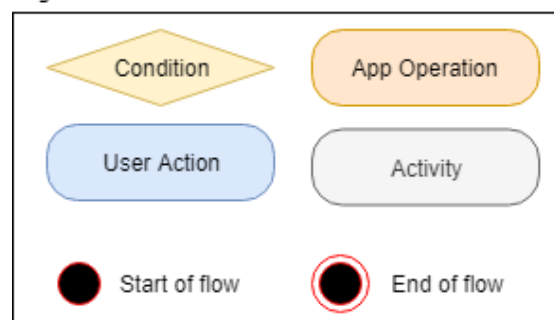 Condition
App Operation
User Action
Activity
Start of flow
End of flow